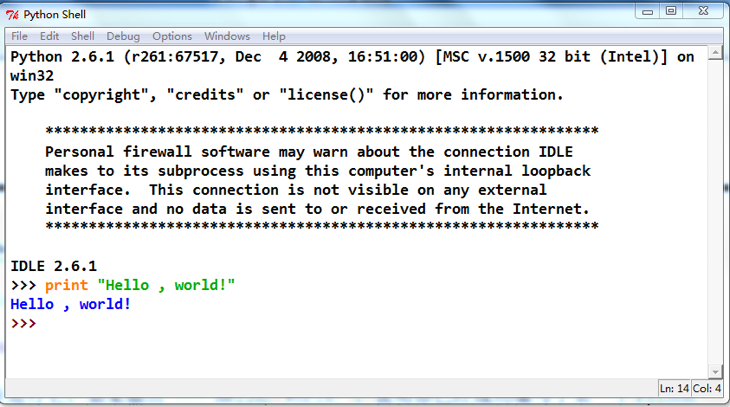 Python Shell
File Edit Shell Debug Options Windows Help
Python 2.6.1 (r261:67517, Dec  4 2008, 16:51:00) [MSC v.1500 32 bit (Intel)] on
win32
Type "copyright", "credits" or "license()" for more information.
****************************************************************
Personal firewall software may warn about the connection IDLE
makes to its subprocess using this computer's internal loopback
interface.  This connection is not visible on any external
interface and no data is sent to or received from the Internet.
****************************************************************
IDLE 2.6.1
>>> print "Hello , world!"
Hello , world!
>>>
Ln: 14 Col: 4